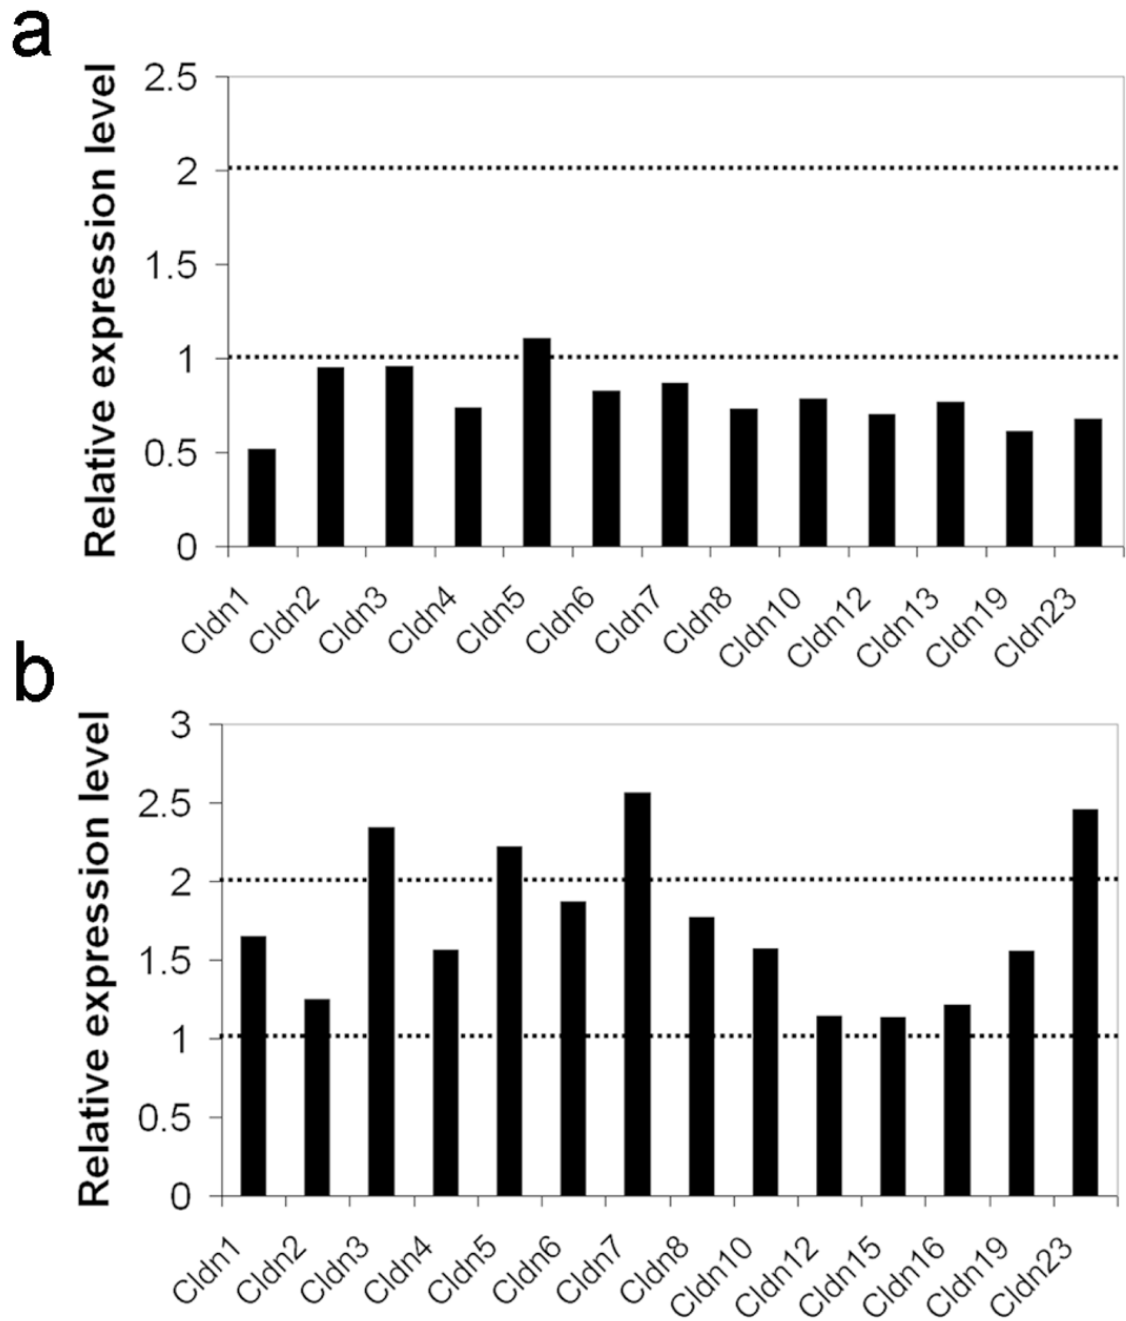 a
Relative expression level
2.5
2
1.5
1
0.5
0
Cldn1
Cldn2
Cldn3
Cldn4
Cldn5
Cldn6
Cldn7
Cldn8
Cldn10
Cldn12
Cldn13
Cldn19
Cldn23
b
Relative expression level
3
2.5
2
1.5
1
0.5
0
Cldn1
Cldn2
Cldn3
Cldn4
Cldn5
Cldn6
Cldn7
Cldn8
Cldn10
Cldn12
Cldn15
Cldn16
Cldn19
Cldn23